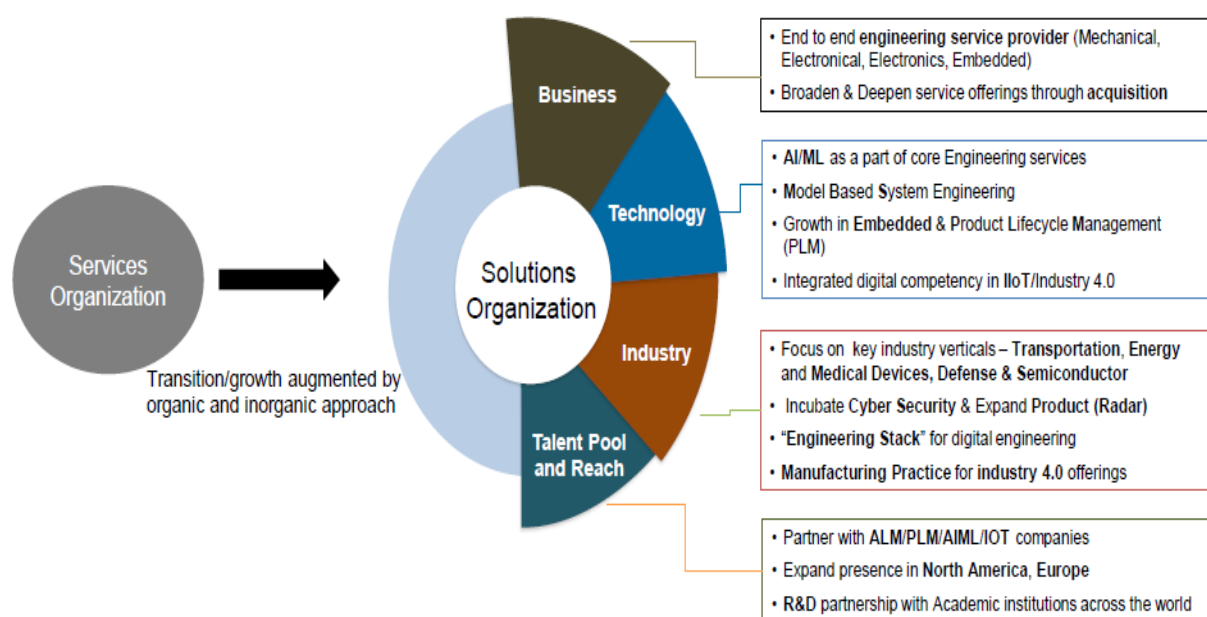 Services
Organization
Transition/growth augmented by
organic and inorganic approach
Solutions
Organization
Business
Technology
Industry
Talent Pool
and Reach
• End to end engineering service provider (Mechanical,
Electronical, Electronics, Embedded)
• Broaden & Deepen service offerings through acquisition
• AI/ML as a part of core Engineering services
• Model Based System Engineering
• Growth in Embedded & Product Lifecycle Management
(PLM)
• Integrated digital competency in IIoT/Industry 4.0
• Focus on key industry verticals – Transportation, Energy
and Medical Devices, Defense & Semiconductor
• Incubate Cyber Security & Expand Product (Radar)
• “Engineering Stack” for digital engineering
• Manufacturing Practice for industry 4.0 offerings
• Partner with ALM/PLM/AIML/IOT companies
• Expand presence in North America, Europe
• R&D partnership with Academic institutions across the world